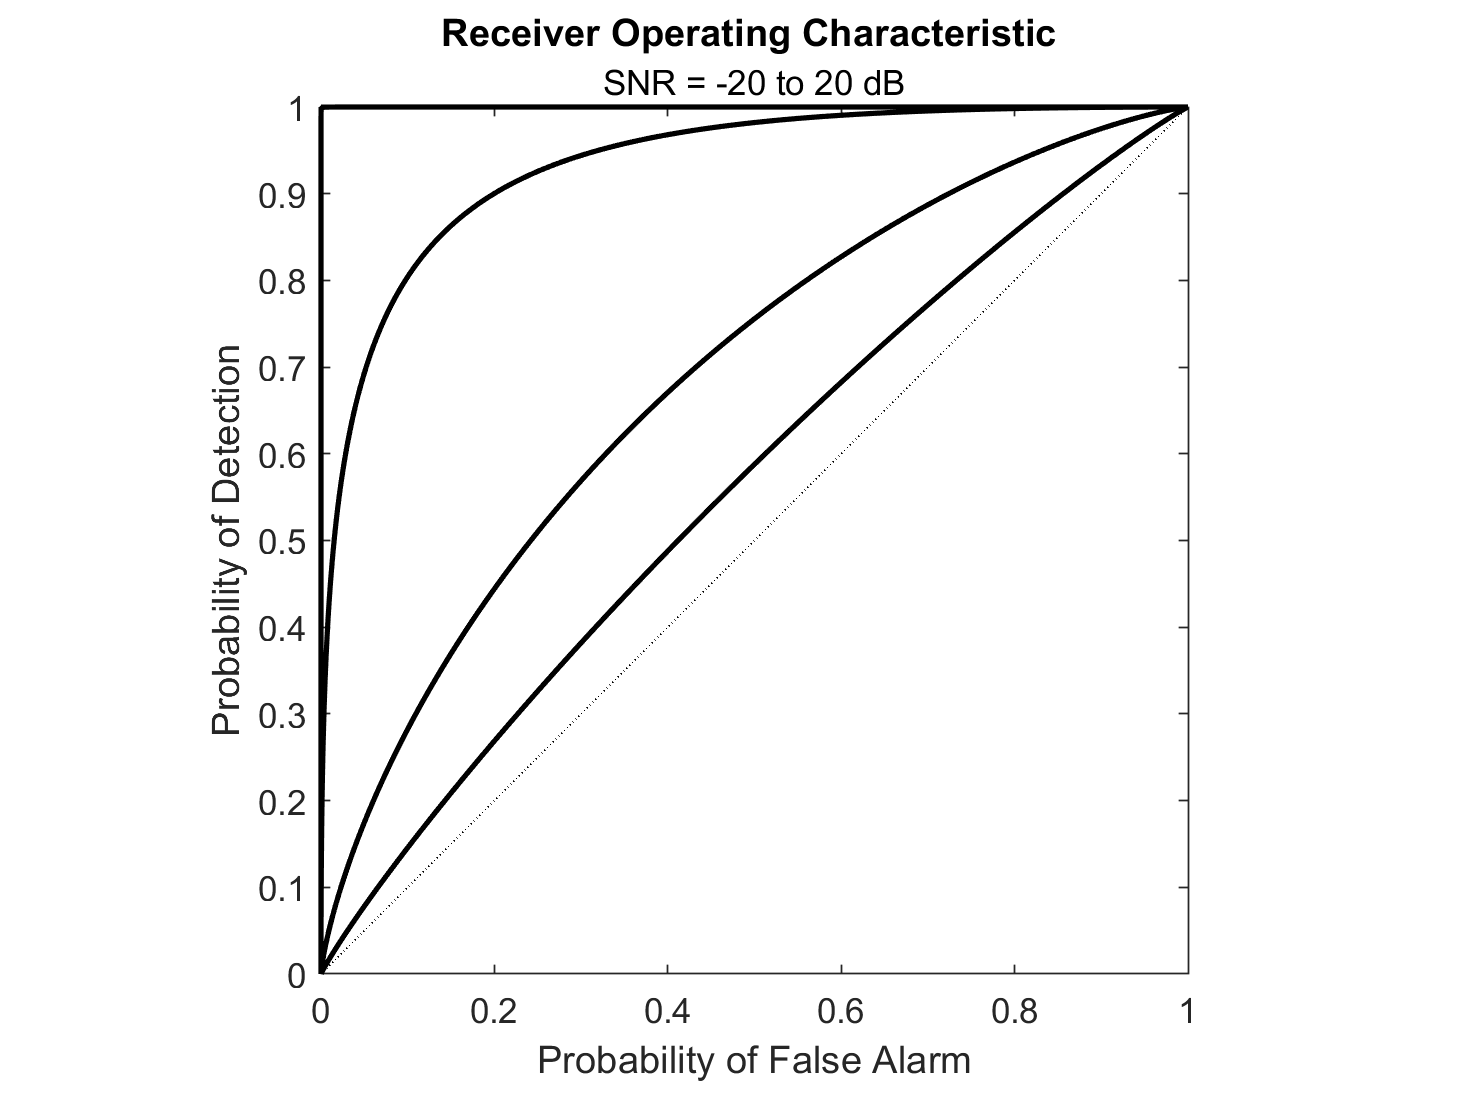 Receiver Operating Characteristic
SNR = -20 to 20 dB
1
0.9
0.8
0.7
0.6
0.5
0.4
0.3
0.2
0.1
0
Probability of Detection
0 0.2 0.4 0.6 0.8 1
Probability of False Alarm